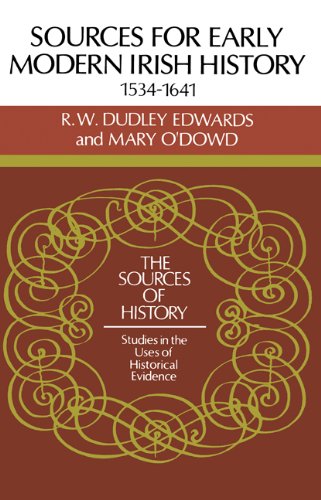 SOURCES FOR EARLY
MODERN IRISH HISTORY
1534-1641
R.W. DUDLEY EDWARDS
and MARY O'DOWD
THE
SOURCES
OF
HISTORY
Studies in the
Uses of
Historical
Evidence